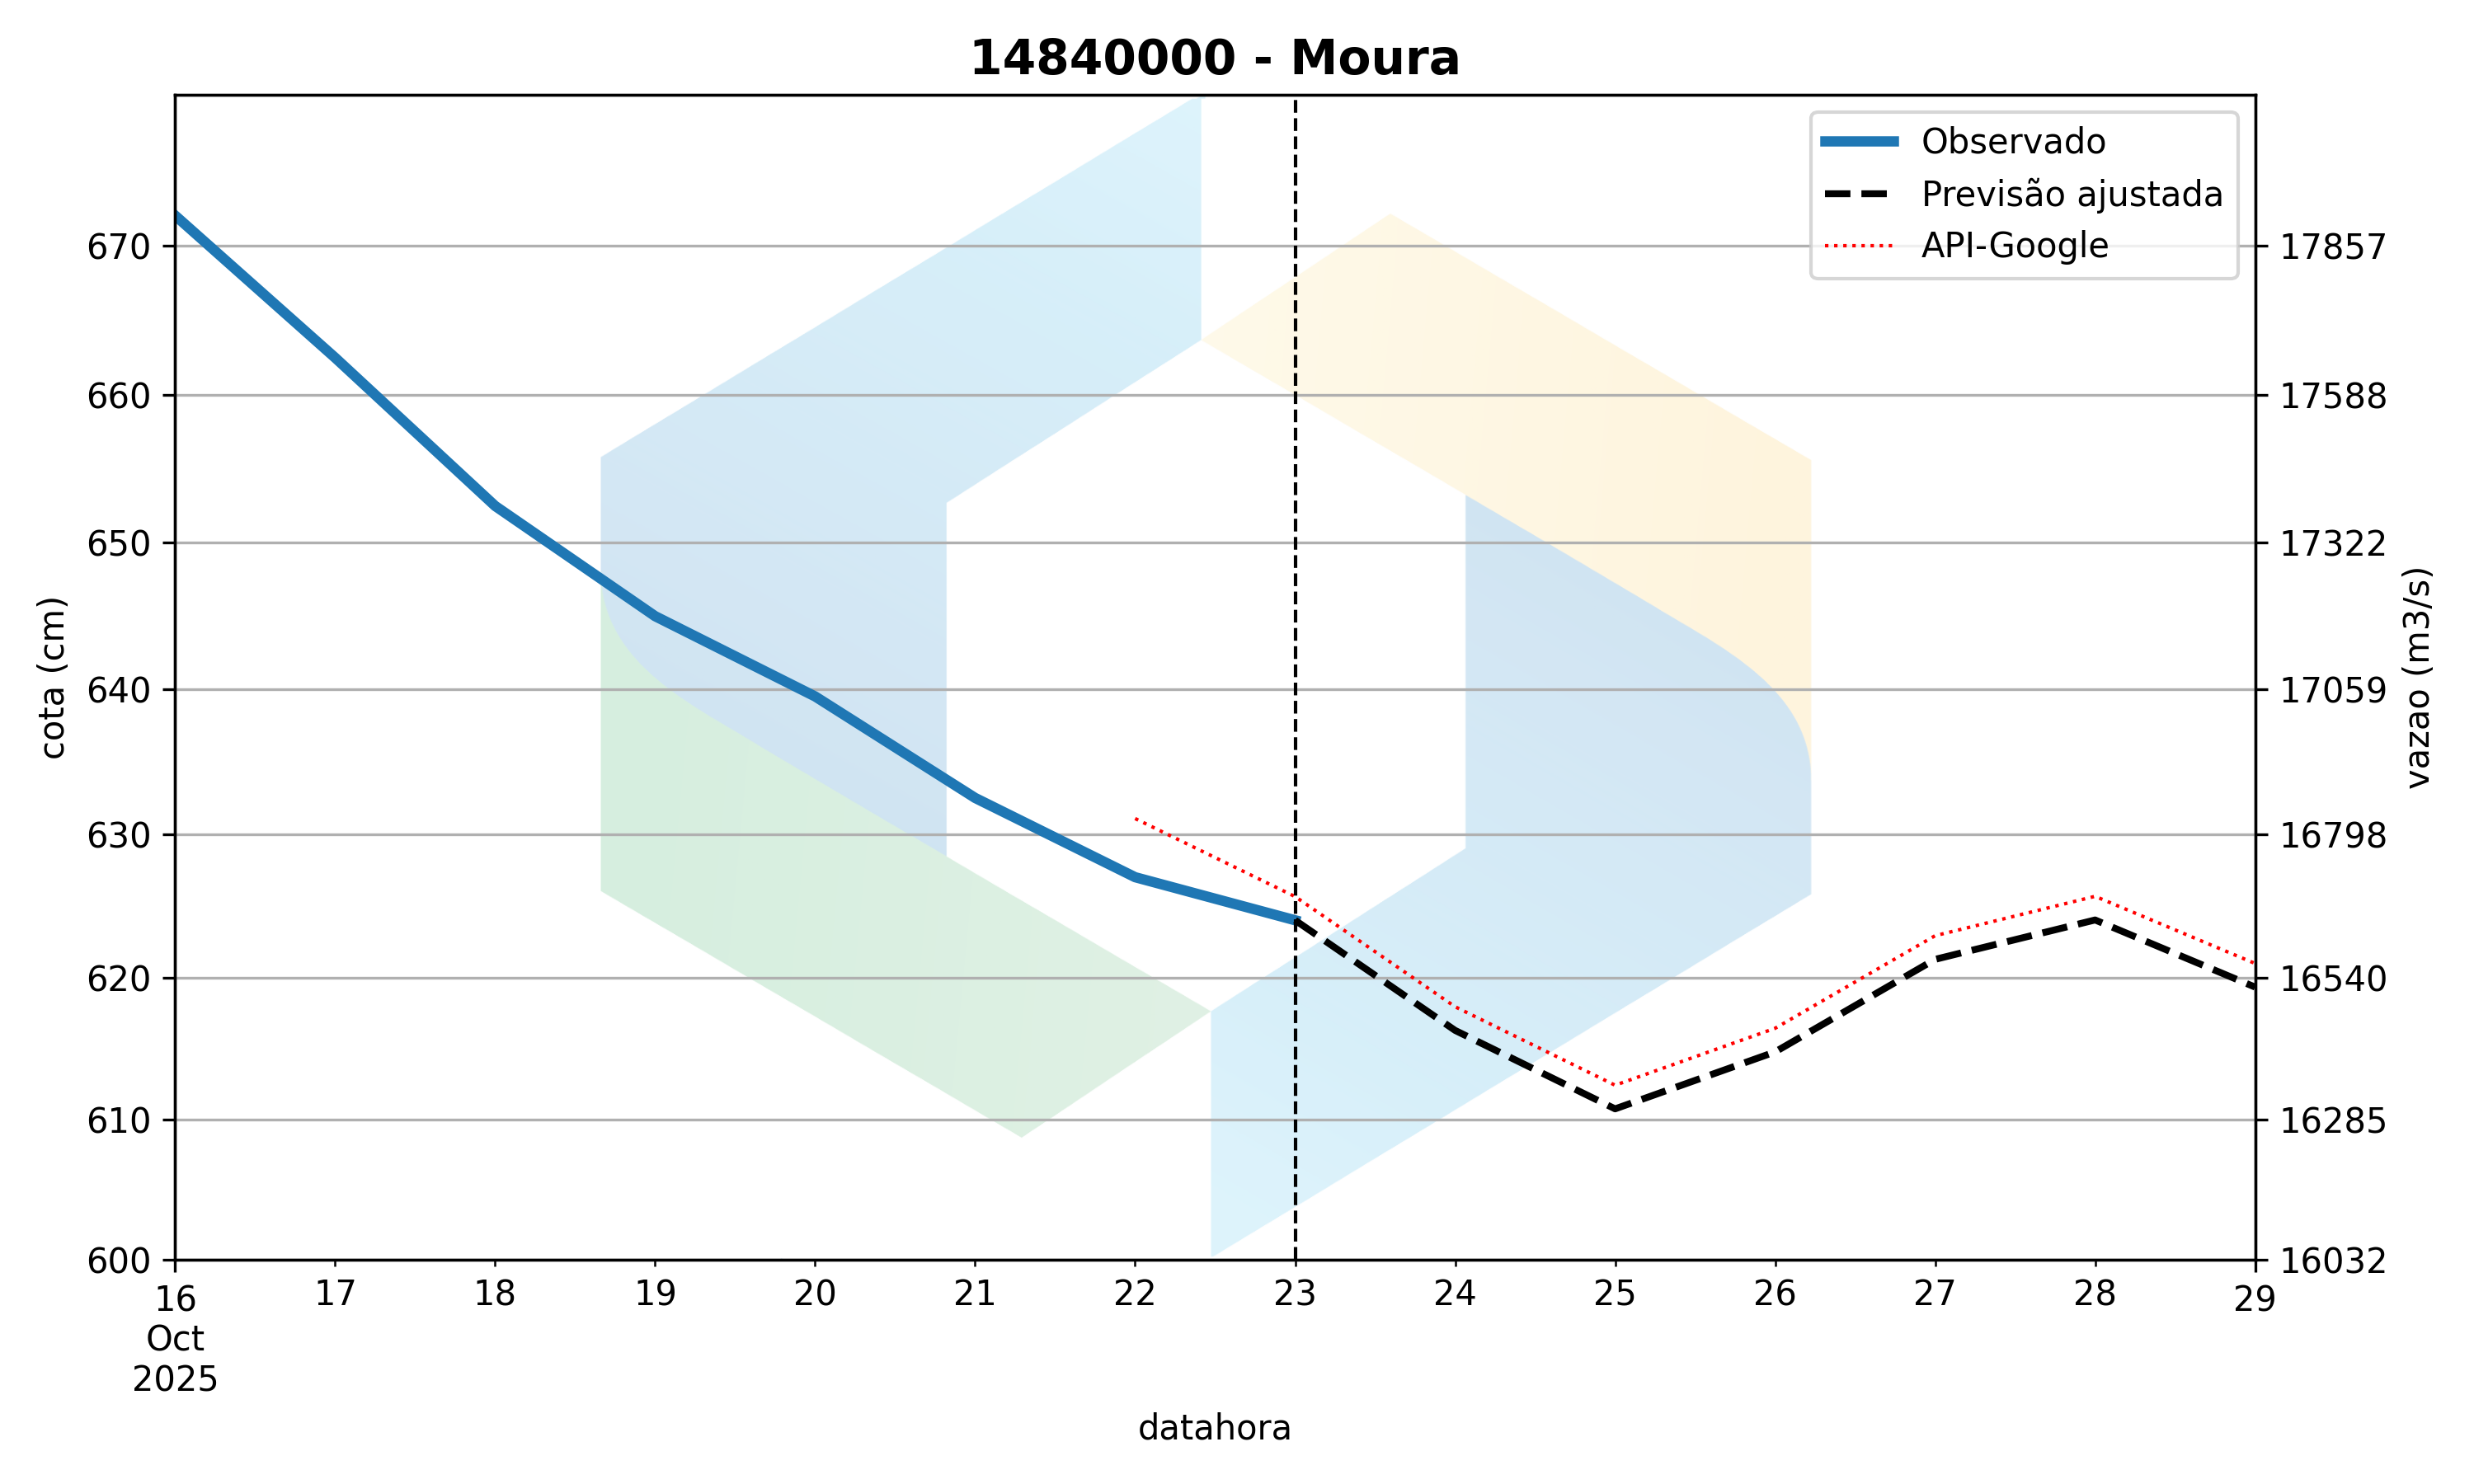 14840000 - Moura
Observado
Previsão ajustada
API-Google
670
660
650
640
630
620
610
600
cota (cm)
17857
17588
17322
17059
16798
16540
16285
16032
vazao (m3/s)
16 17 18 19 20 21 22 23 24 25 26 27 28 29
Oct
2025
datahora